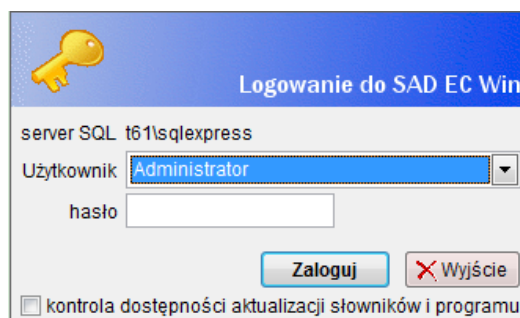 Logowanie do SAD EC Win
server SQL t61\sqlexpress
Użytkownik Administrator
hasło
Zaloguj Wyjście
kontrola dostępności aktualizacji słowników i programu